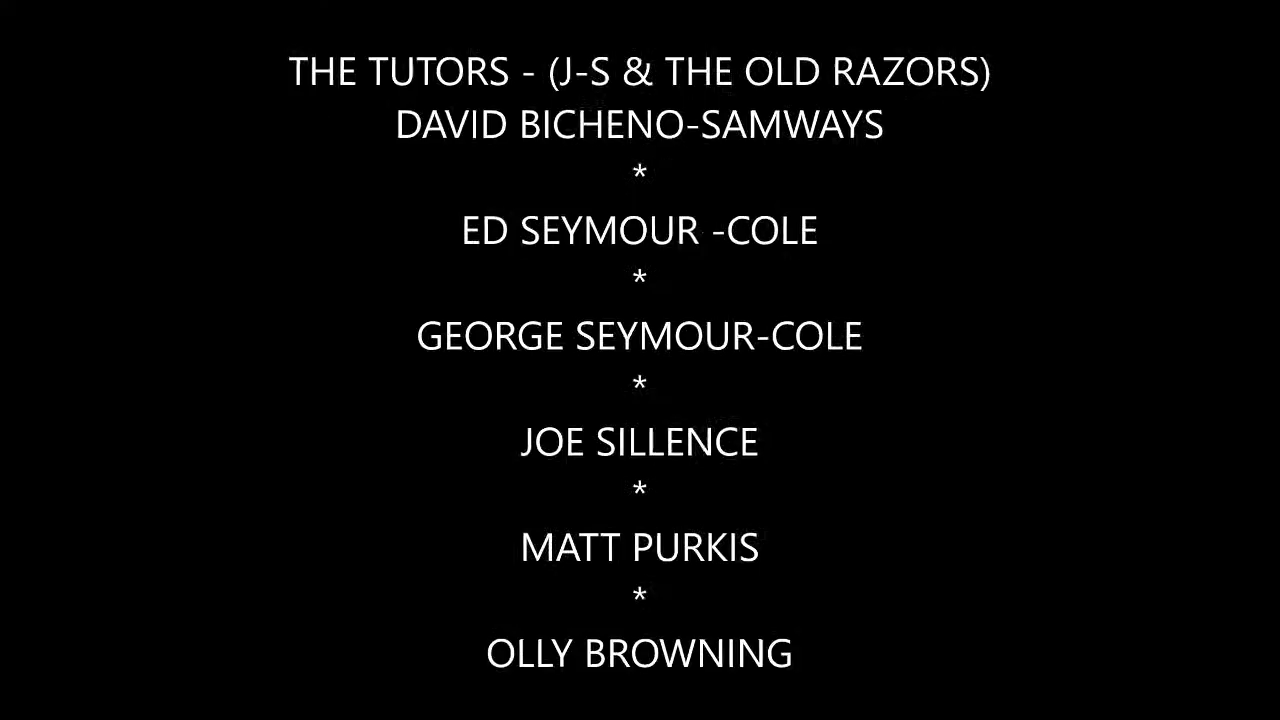 THE TUTORS - (J-S & THE OLD RAZORS)
DAVID BICHENO-SAMWAYS
*
ED SEYMOUR -COLE
*
GEORGE SEYMOUR-COLE
*
JOE SILLENCE
*
MATT PURKIS
*
OLLY BROWNING